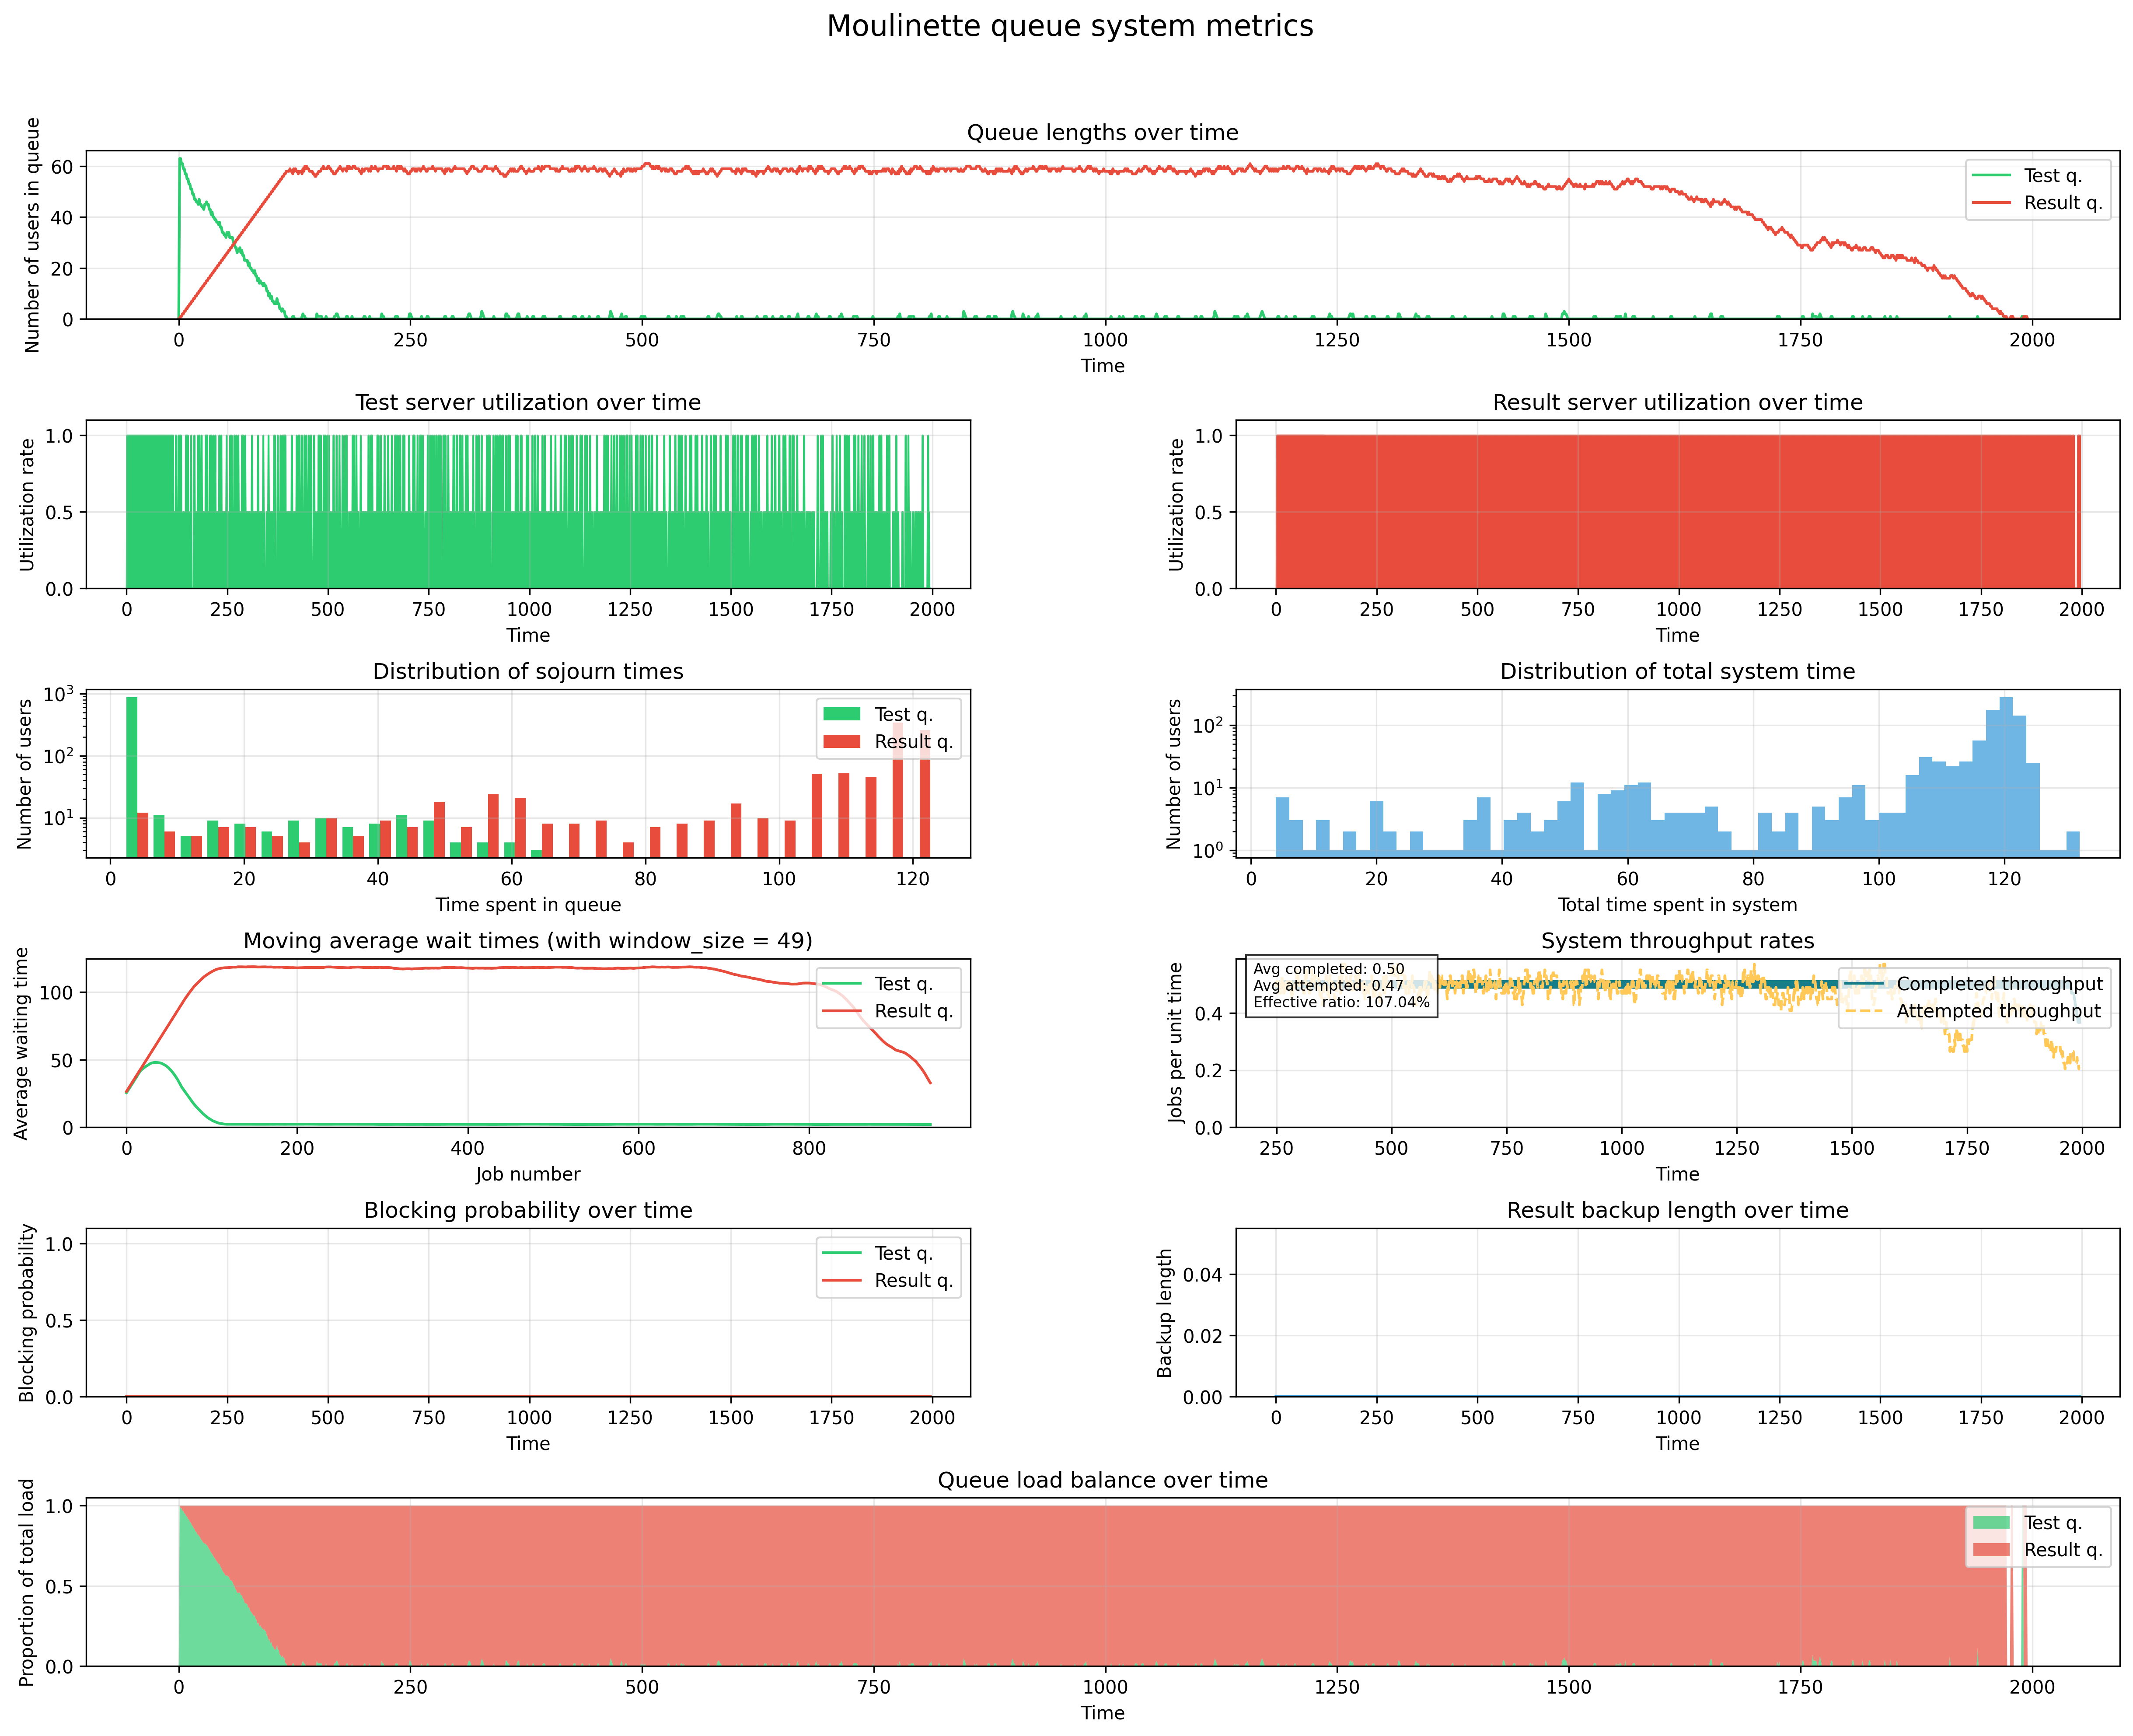 Moulinette queue system metrics
Queue lengths over time
Number of users in queue
60
40
20
0
Test q.
Result q.
0 250 500 750 1000 1250 1500 1750 2000
Time
Test server utilization over time
Utilization rate
1.0
0.5
0.0
0 250 500 750 1000 1250 1500 1750 2000
Time
Result server utilization over time
Utilization rate
1.0
0.5
0.0
0 250 500 750 1000 1250 1500 1750 2000
Time
Distribution of sojourn times
Number of users
10³
10²
10¹
Test q.
Result q.
0 20 40 60 80 100 120
Time spent in queue
Distribution of total system time
Number of users
10²
10¹
10⁰
0 20 40 60 80 100 120
Total time spent in system
Moving average wait times (with window_size = 49)
Average waiting time
100
50
0
Test q.
Result q.
0 200 400 600 800
Job number
System throughput rates
Jobs per unit time
0.4
0.2
0.0
Avg completed: 0.50
Avg attempted: 0.47
Effective ratio: 107.04%
Completed throughput
Attempted throughput
250 500 750 1000 1250 1500 1750 2000
Time
Blocking probability over time
Blocking probability
1.0
0.5
0.0
Test q.
Result q.
0 250 500 750 1000 1250 1500 1750 2000
Time
Result backup length over time
Backup length
0.04
0.02
0.00
0 250 500 750 1000 1250 1500 1750 2000
Time
Queue load balance over time
Proportion of total load
1.0
0.5
0.0
Test q.
Result q.
0 250 500 750 1000 1250 1500 1750 2000
Time